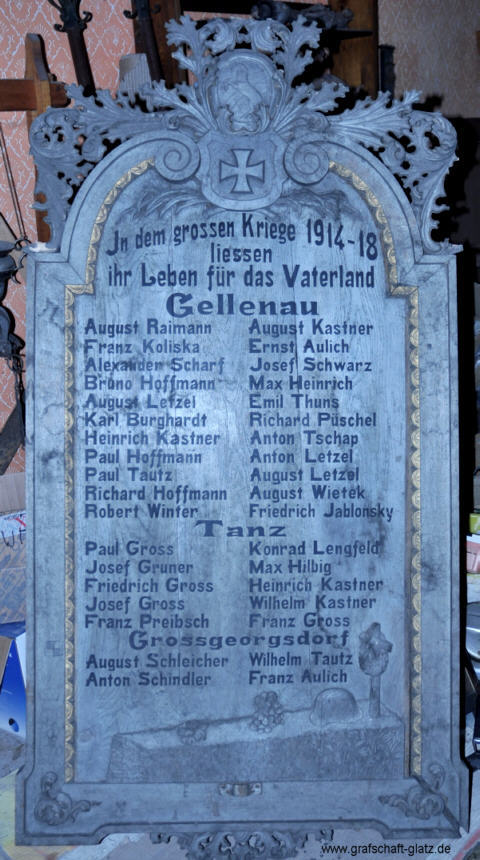 Jn dem grossen Kriege 1914-18
liessen
ihr Leben für das Vaterland
Gellenau
August Raimann August Kastner
Franz Koliska Ernst Aulich
Alexander Scharf Josef Schwarz
Bruno Hoffmann Max Heinrich
August Letzel Emil Thuns
Karl Burghardt Richard Püschel
Heinrich Kastner Anton Tschap
Paul Hoffmann Anton Letzel
Paul Tautz August Letzel
Richard Hoffmann August Wietek
Robert Winter Friedrich Jablonsky
Tanz
Paul Gross Konrad Lengfeld
Josef Gruner Max Hilbig
Friedrich Gross Heinrich Kastner
Josef Gross Wilhelm Kastner
Franz Preibsch Franz Gross
Grossgeorgsdorf
August Schleicher Wilhelm Tautz
Anton Schindler Franz Aulich
www.grafschaft-glatz.de